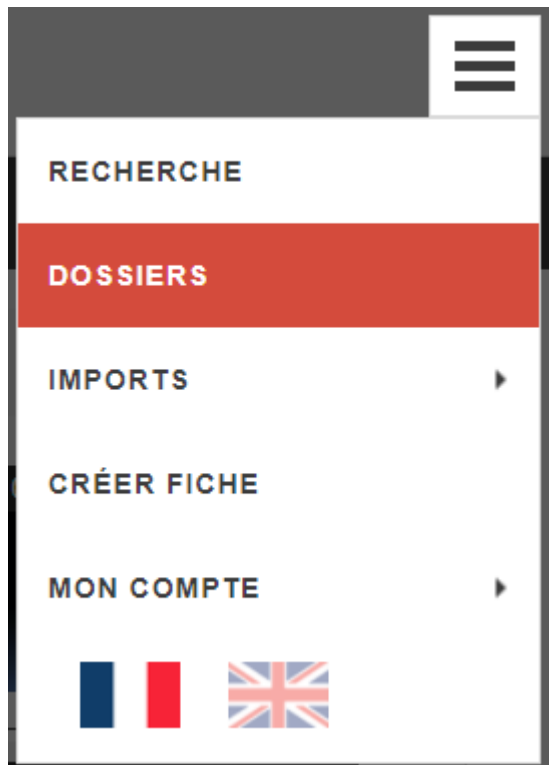 RECHERCHE
DOSSIERS
IMPORTS
CRÉER FICHE
MON COMPTE